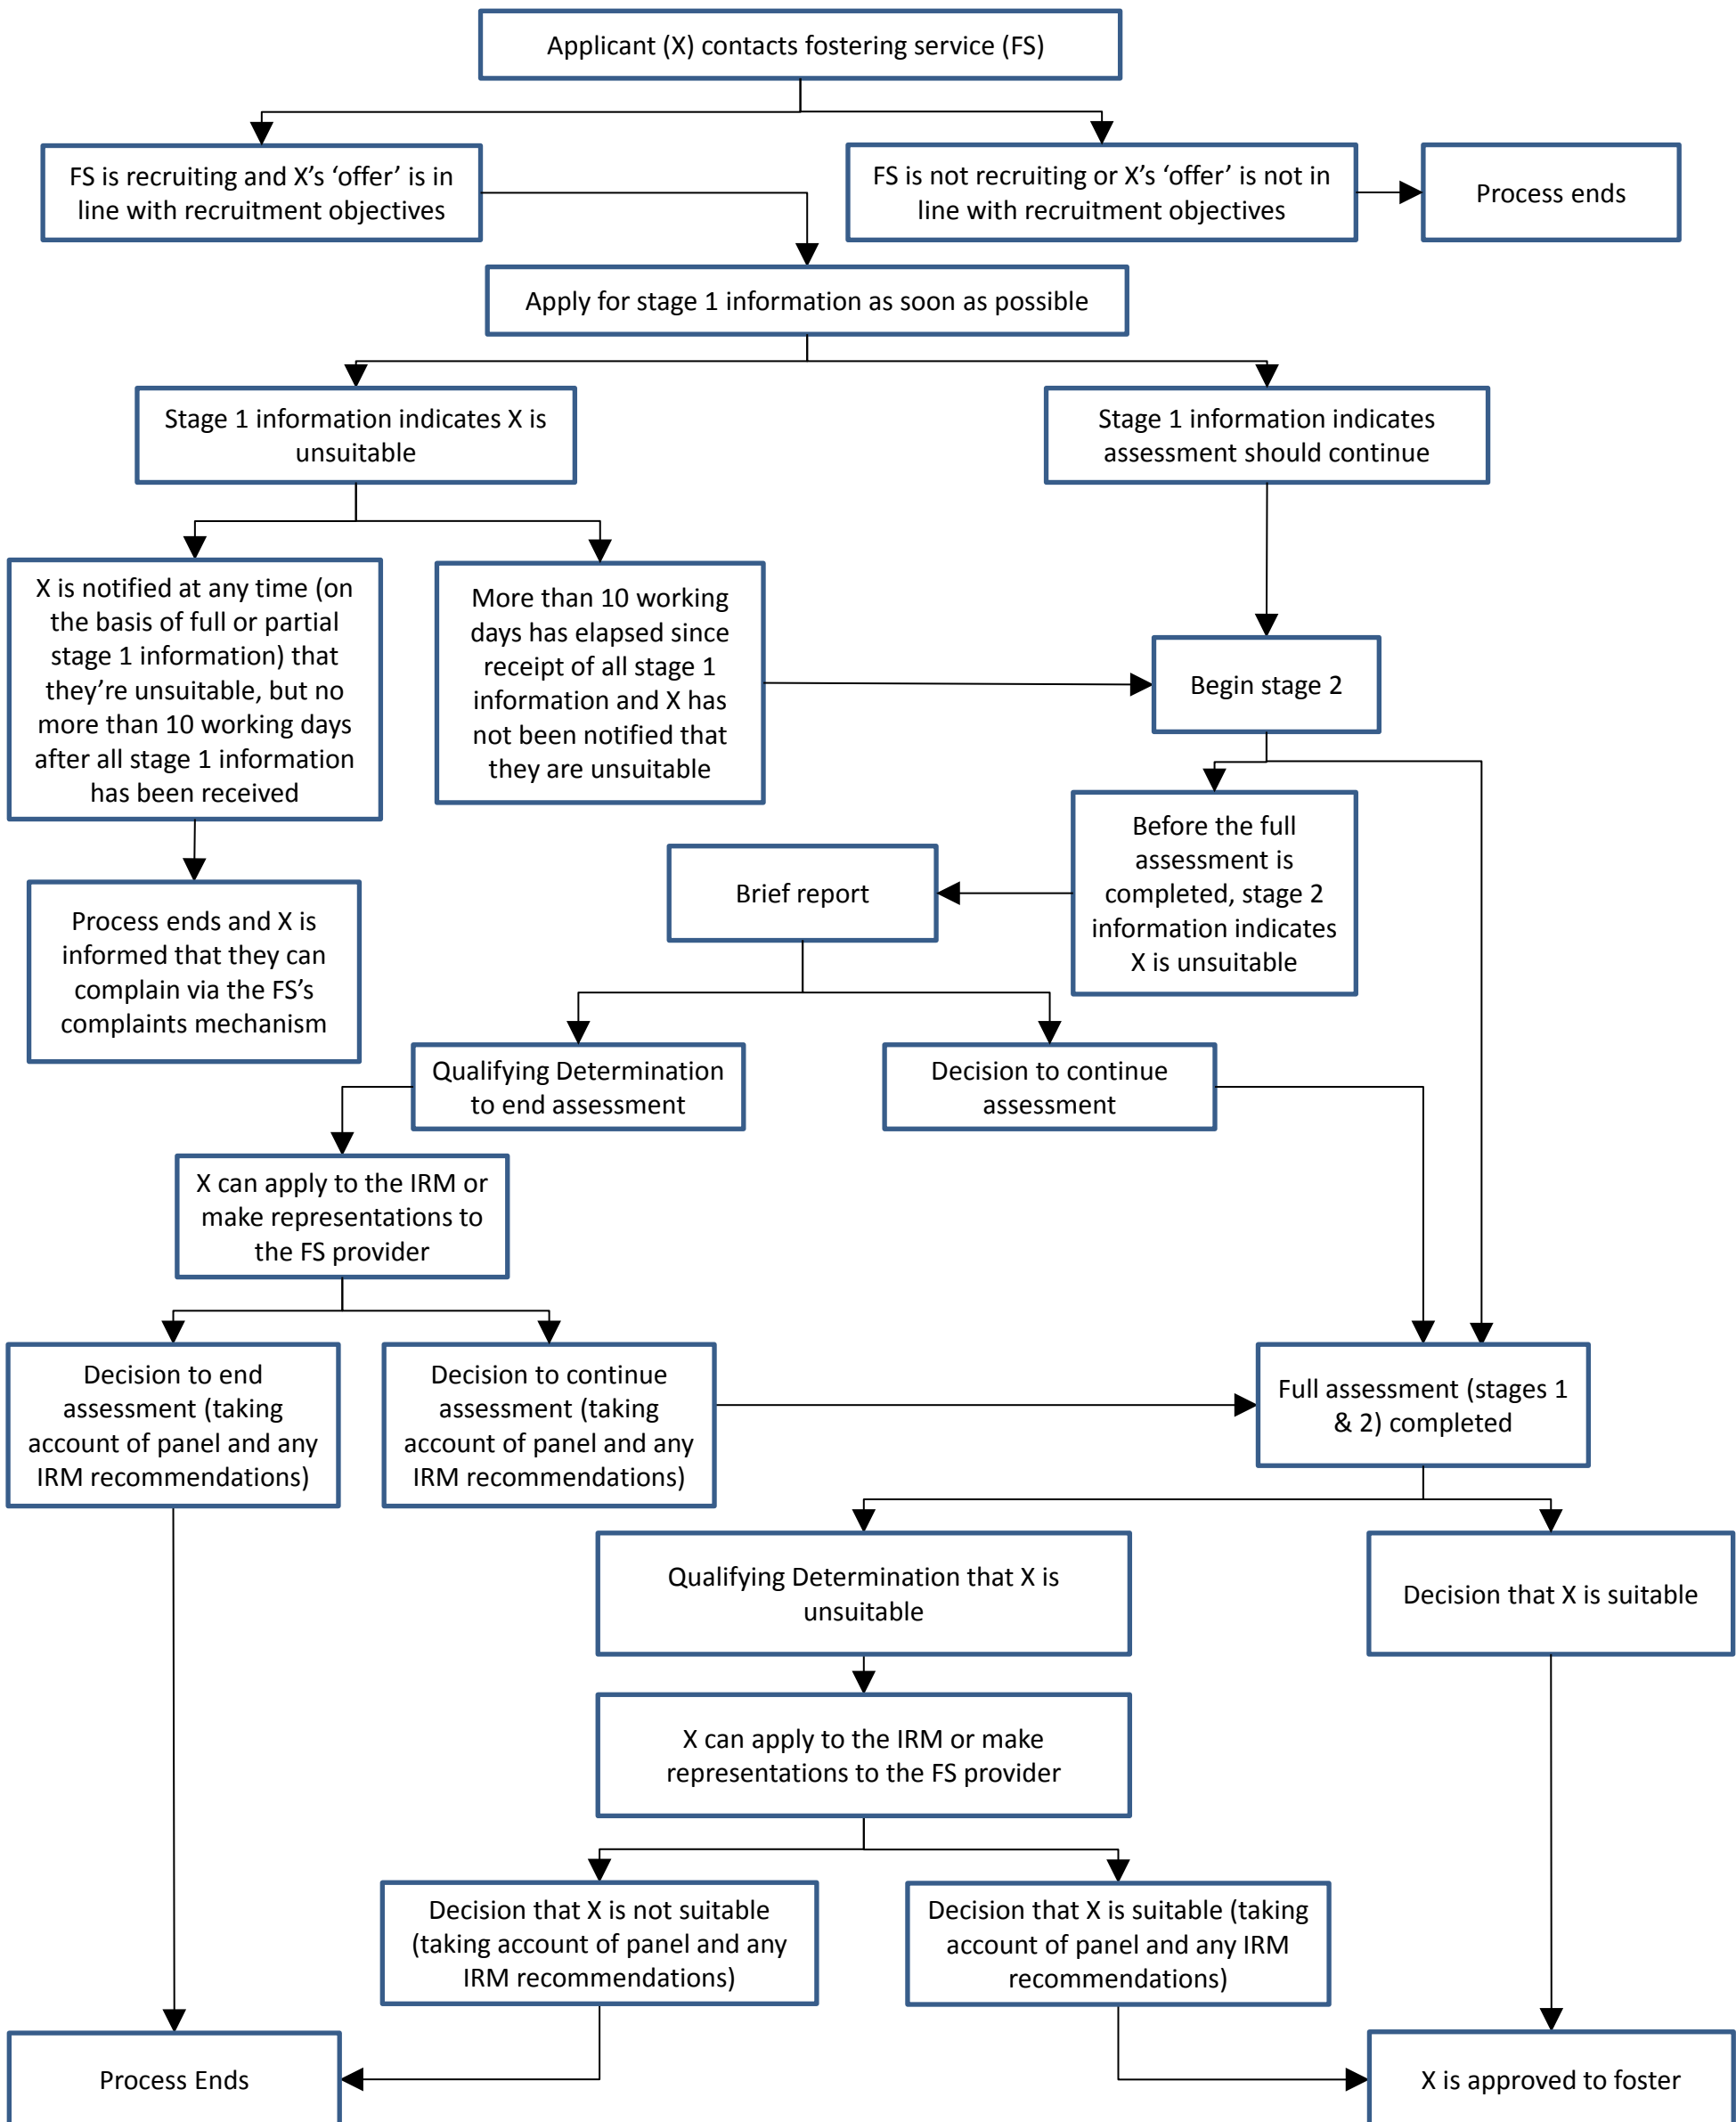 Applicant (X) contacts fostering service (FS)
FS is recruiting and X’s ‘offer’ is in
line with recruitment objectives
FS is not recruiting or X’s ‘offer’ is not in
line with recruitment objectives
Process ends
Apply for stage 1 information as soon as possible
Stage 1 information indicates X is
unsuitable
Stage 1 information indicates
assessment should continue
X is notified at any time (on
the basis of full or partial
stage 1 information) that
they’re unsuitable, but no
more than 10 working days
after all stage 1 information
has been received
More than 10 working
days has elapsed since
receipt of all stage 1
information and X has
not been notified that
they are unsuitable
Begin stage 2
Before the full
assessment is
completed, stage 2
information indicates
X is unsuitable
Brief report
Process ends and X is
informed that they can
complain via the FS’s
complaints mechanism
Qualifying Determination
to end assessment
Decision to continue
assessment
X can apply to the IRM or
make representations to
the FS provider
Decision to end
assessment (taking
account of panel and any
IRM recommendations)
Decision to continue
assessment (taking
account of panel and any
IRM recommendations)
Full assessment (stages 1
& 2) completed
Qualifying Determination that X is
unsuitable
Decision that X is suitable
X can apply to the IRM or make
representations to the FS provider
Decision that X is not suitable
(taking account of panel and any
IRM recommendations)
Decision that X is suitable (taking
account of panel and any IRM
recommendations)
Process Ends
X is approved to foster